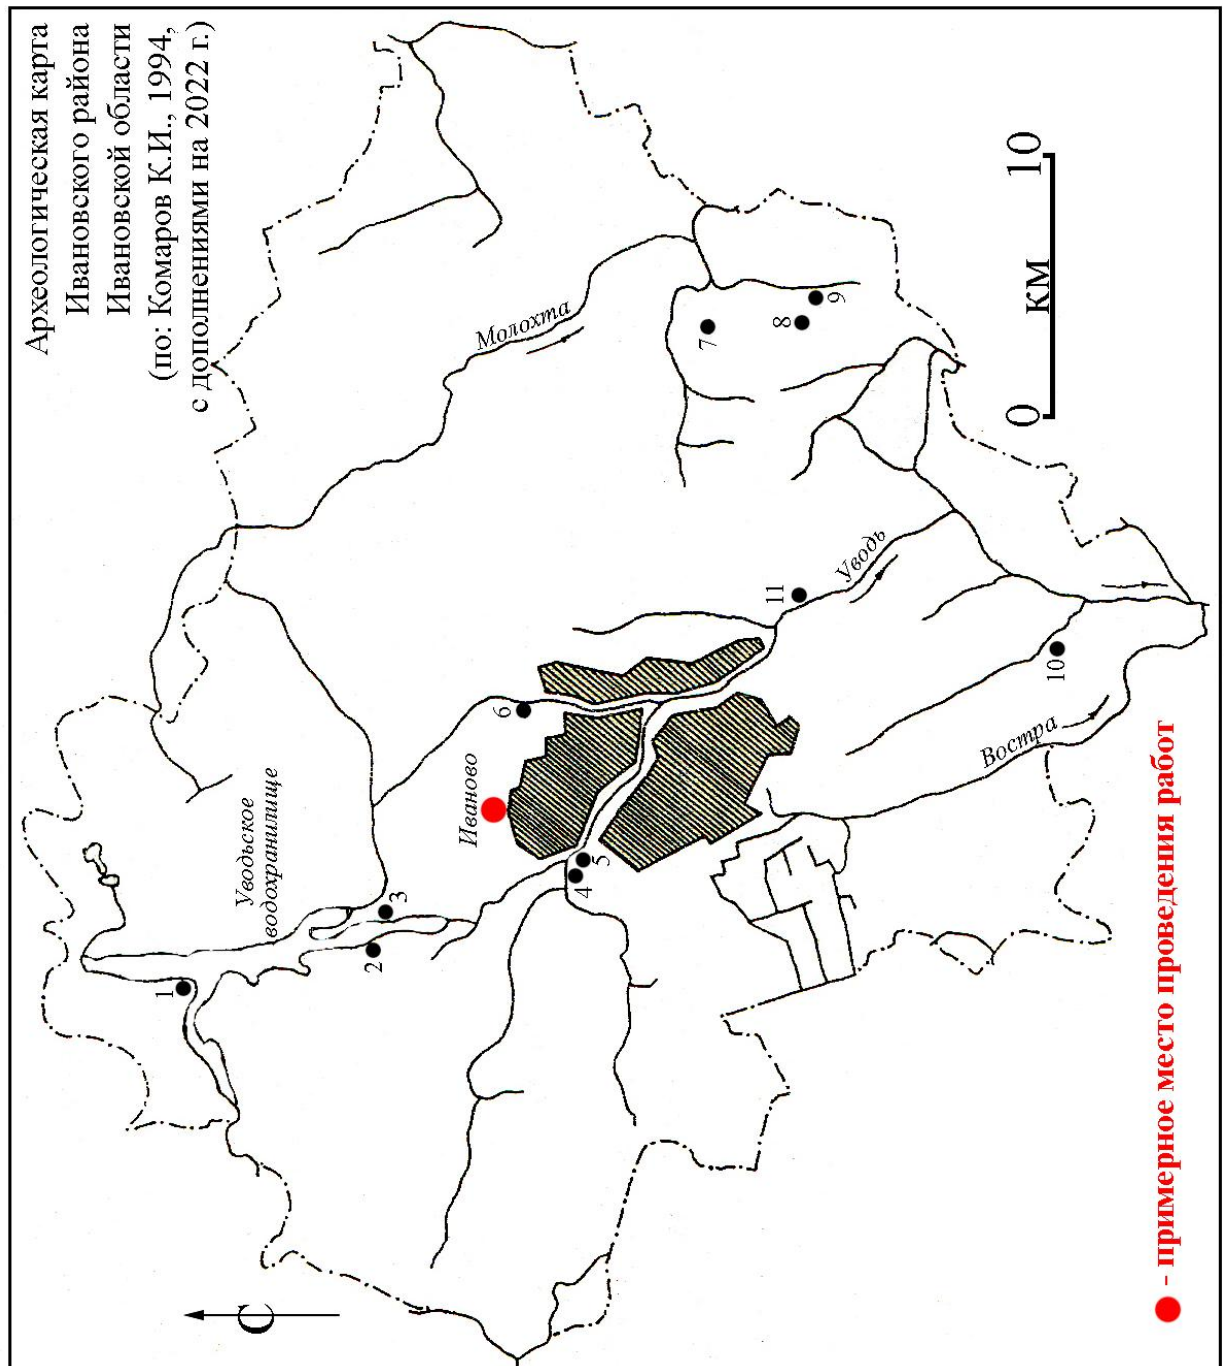 Археологическая карта
Ивановского района
Ивановской области
(по: Комаров К.И., 1994,
с дополнениями на 2022 г.)
С
1
Уводьское
водохранилище
2
3
Молохта
Иваново
6
4
5
7
8
9
11
Уводь
10
Востра
0
10
КМ
- примерное место проведения работ